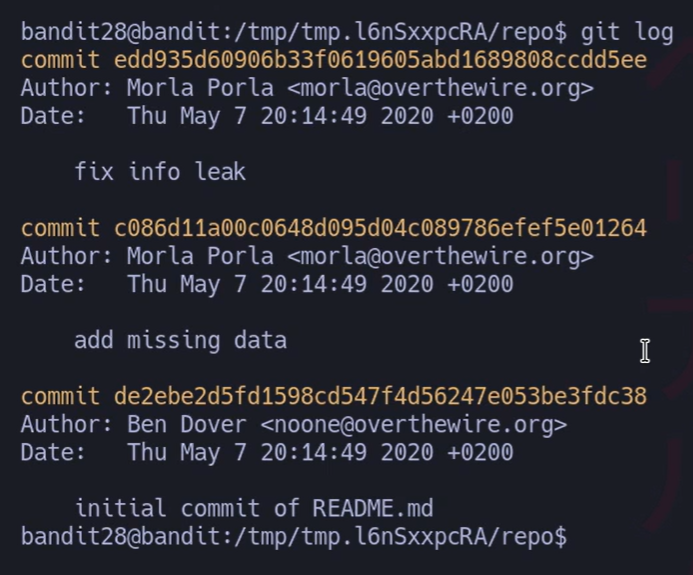 bandit28@bandit:/tmp/tmp.l6nSxxpcRA/repo$ git log
commit edd935d60906b33f0619605abd1689808ccdd5ee
Author: Morla Porla <morla@overthewire.org>
Date:   Thu May 7 20:14:49 2020 +0200
    fix info leak
commit c086d11a00c0648d095d04c089786efef5e01264
Author: Morla Porla <morla@overthewire.org>
Date:   Thu May 7 20:14:49 2020 +0200
    add missing data
commit de2ebe2d5fd1598cd547f4d56247e053be3fdc38
Author: Ben Dover <noone@overthewire.org>
Date:   Thu May 7 20:14:49 2020 +0200
    initial commit of README.md
bandit28@bandit:/tmp/tmp.l6nSxxpcRA/repo$